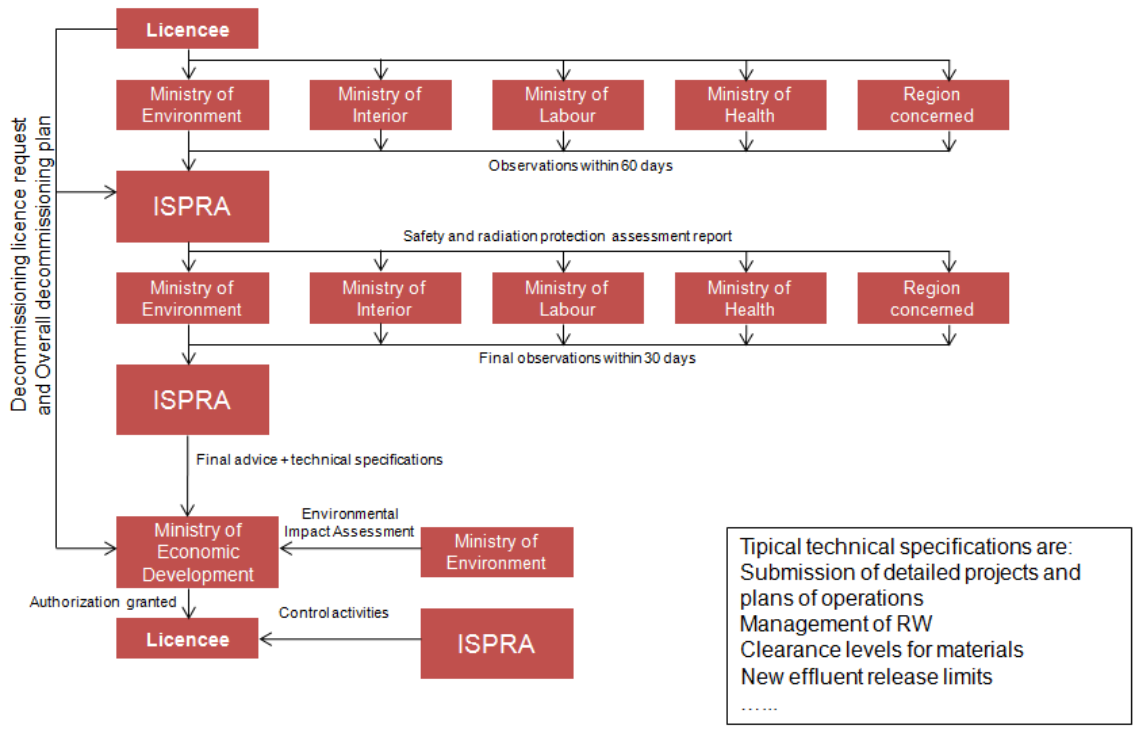 Licencee
Decommissioning licence request
and Overall decommissioning plan
Ministry of
Environment
Ministry of
Interior
Ministry of
Labour
Ministry of
Health
Region
concerned
Observations within 60 days
ISPRA
Safety and radiation protection assessment report
Ministry of
Environment
Ministry of
Interior
Ministry of
Labour
Ministry of
Health
Region
concerned
Final observations within 30 days
ISPRA
Final advice + technical specifications
Ministry of
Economic
Development
Environmental
Impact Assessment
Ministry of
Environment
Authorization granted
Licencee
Control activities
ISPRA
Tipical technical specifications are:
Submission of detailed projects and
plans of operations
Management of RW
Clearance levels for materials
New effluent release limits
…...